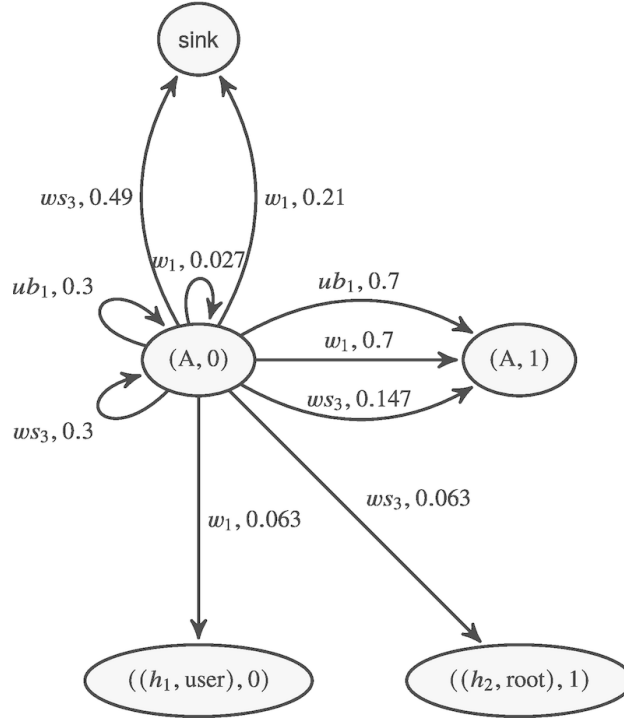 sink
ws₃, 0.49
w₁, 0.21
w₁, 0.027
ub₁, 0.3
ub₁, 0.7
(A, 0)
w₁, 0.7
(A, 1)
ws₃, 0.147
ws₃, 0.3
ws₃, 0.063
w₁, 0.063
((h₁, user), 0)
((h₂, root), 1)